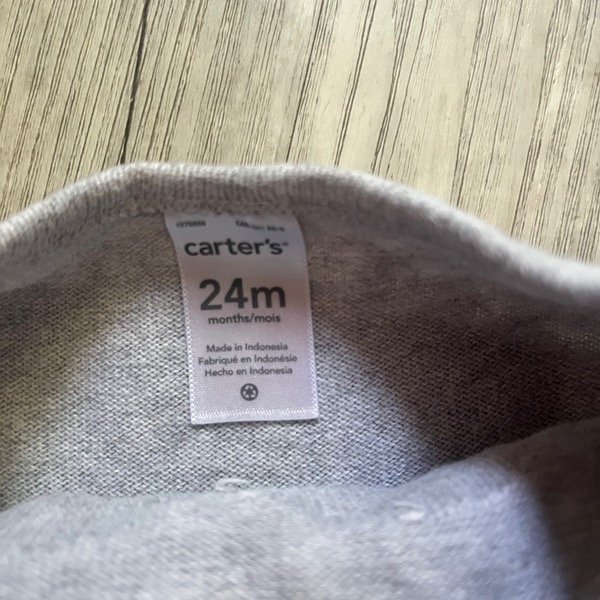 carter's®
24m
months/mois
Made in Indonesia
Fabriqué en Indonésie
Hecho en Indonesia